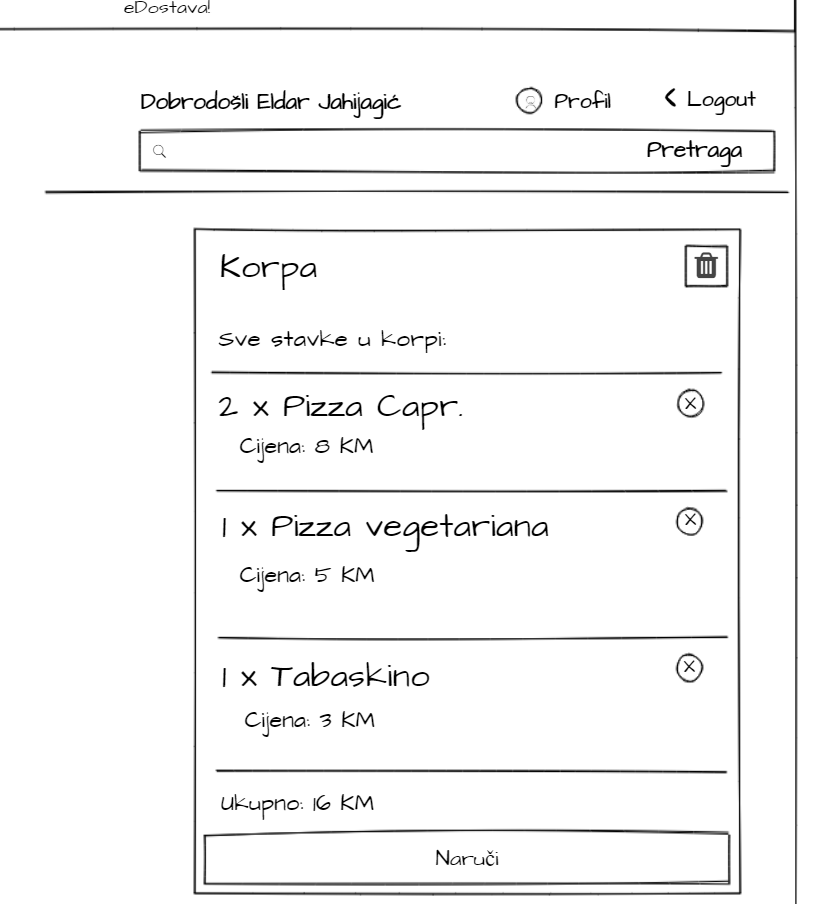 eDostava!
Dobrodošli Eldar Jahijagić
Profil
Logout
Pretraga
Korpa
Sve stavke u korpi:
2 x Pizza Capr.
Cijena: 8 KM
1 x Pizza vegetariana
Cijena: 5 KM
1 x Tabaskino
Cijena: 3 KM
Ukupno: 16 KM
Naruči